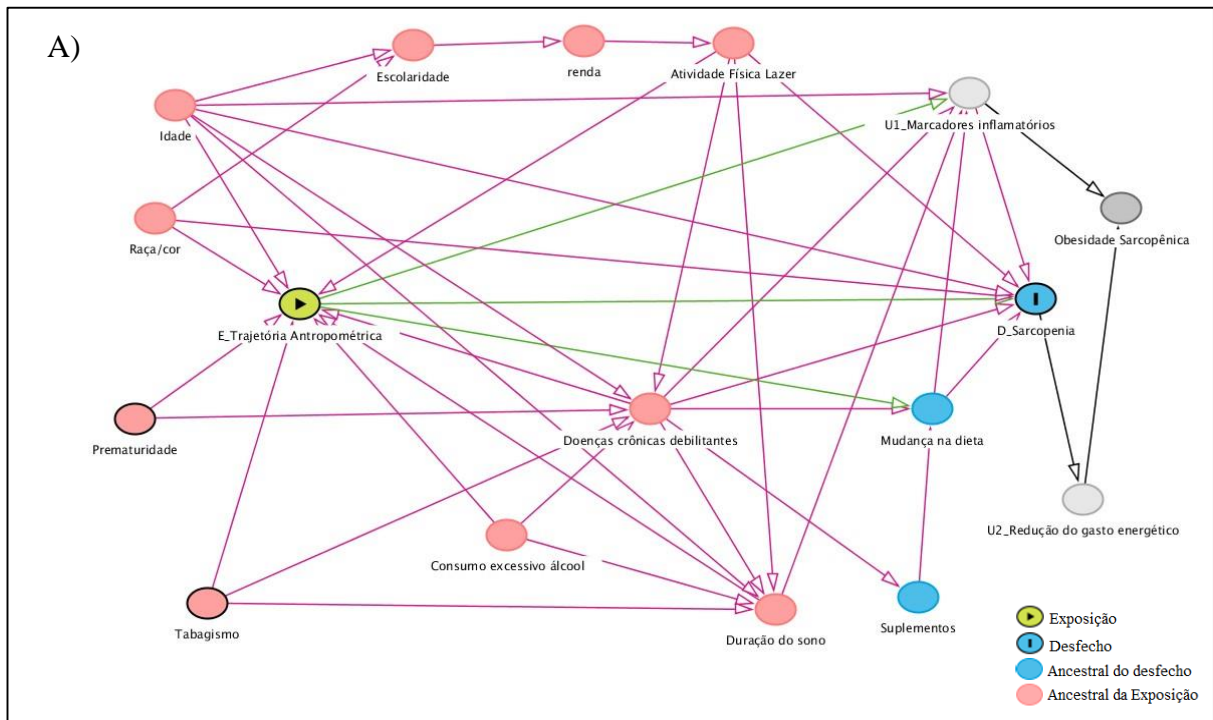 A)
Escolaridade
renda
Atividade Física Lazer
Idade
U1_Marcadores inflamatórios
Raça/cor
Obesidade Sarcopênica
E_Trajetória Antropométrica
D_Sarcopenia
Prematuridade
Doenças crônicas debilitantes
Mudança na dieta
U2_Redução do gasto energético
Consumo excessivo álcool
Tabagismo
Duração do sono
Suplementos
Exposição
Desfecho
Ancestral do desfecho
Ancestral da Exposição